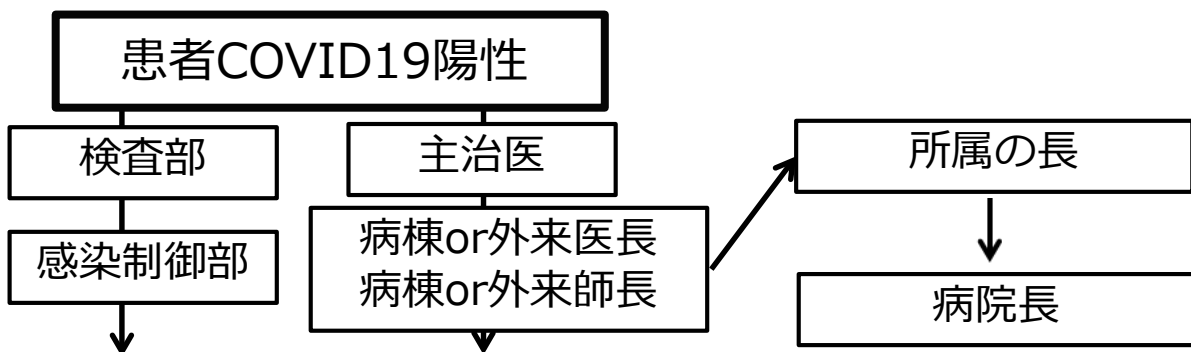 患者COVID19陽性
検査部
主治医
所属の長
感染制御部
病棟or外来医長
病棟or外来師長
病院長